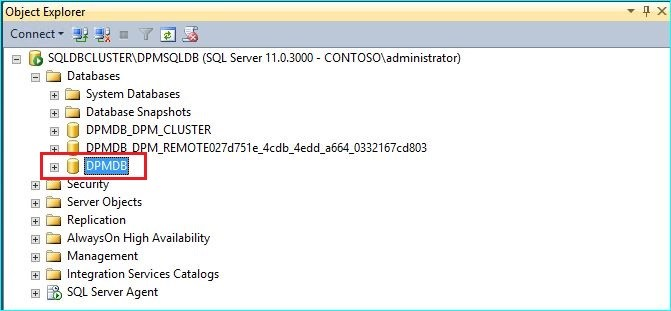 Object Explorer
Connect
SQLDBCLUSTER\DPMSQLDB (SQL Server 11.0.3000 - CONTOSO\administrator)
Databases
System Databases
Database Snapshots
DPMDB_DPM_CLUSTER
DPMDB_DPM_REMOTE027d751e_4cdb_4edd_a664_0332167cd803
DPMDB
Security
Server Objects
Replication
AlwaysOn High Availability
Management
Integration Services Catalogs
SQL Server Agent